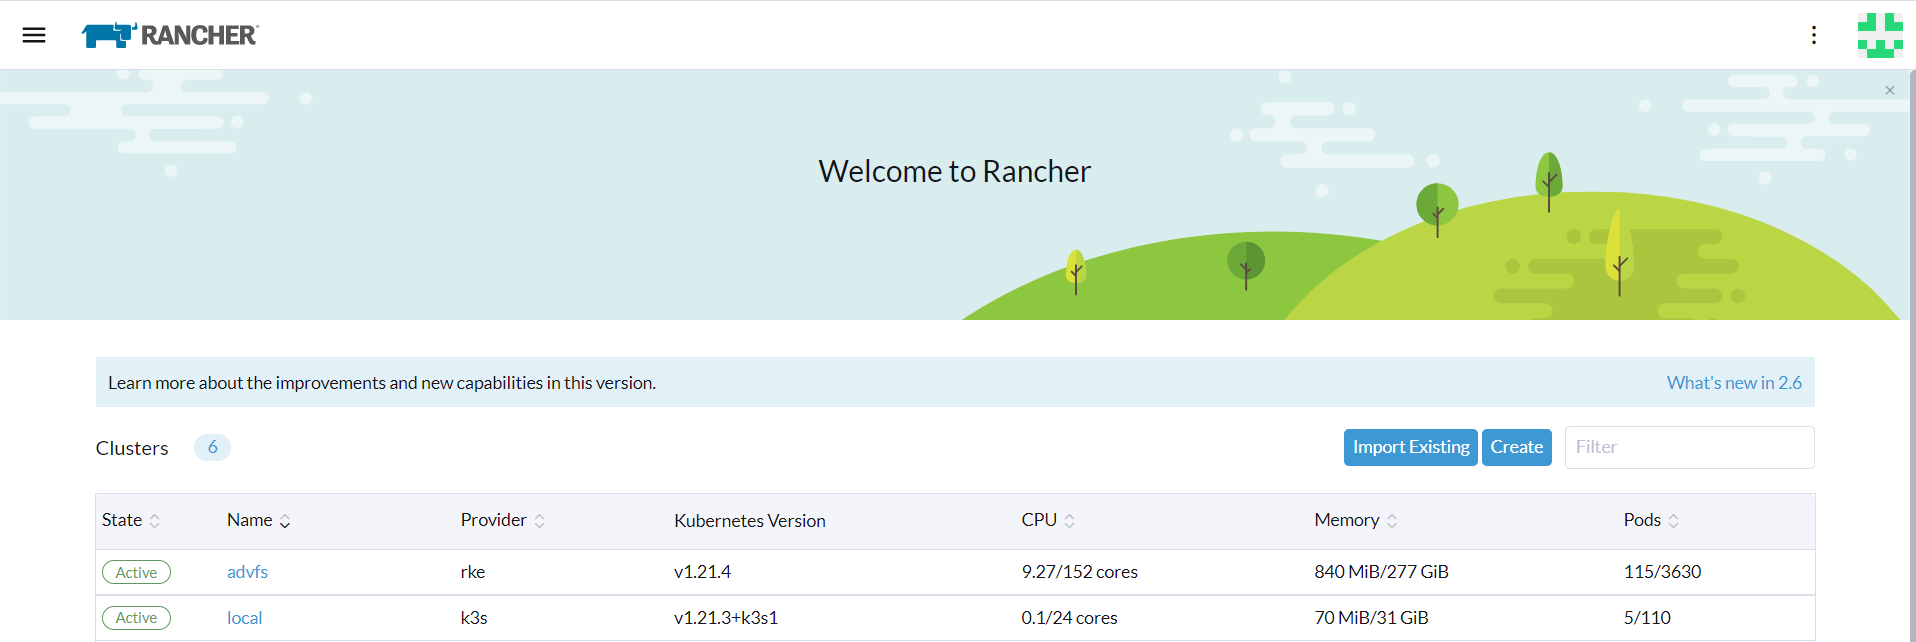 RANCHER
Welcome to Rancher
Learn more about the improvements and new capabilities in this version. What's new in 2.6
Clusters 6 Import Existing Create Filter
State Name Provider Kubernetes Version CPU Memory Pods
Active advfs rke v1.21.4 9.27/152 cores 840 MiB/277 GiB 115/3630
Active local k3s v1.21.3+k3s1 0.1/24 cores 70 MiB/31 GiB 5/110